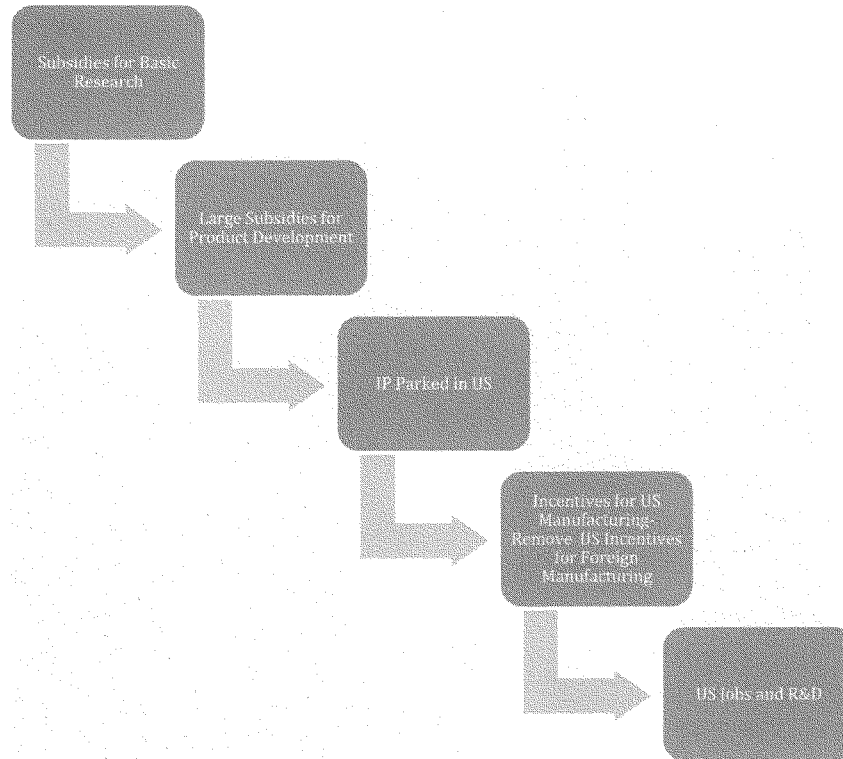 Subsidies for Basic
Research
Large Subsidies for
Product Development
IP Parked in US
Incentives for US
Manufacturing-
Remove US Incentives
for Foreign
Manufacturing
US Jobs and R&D